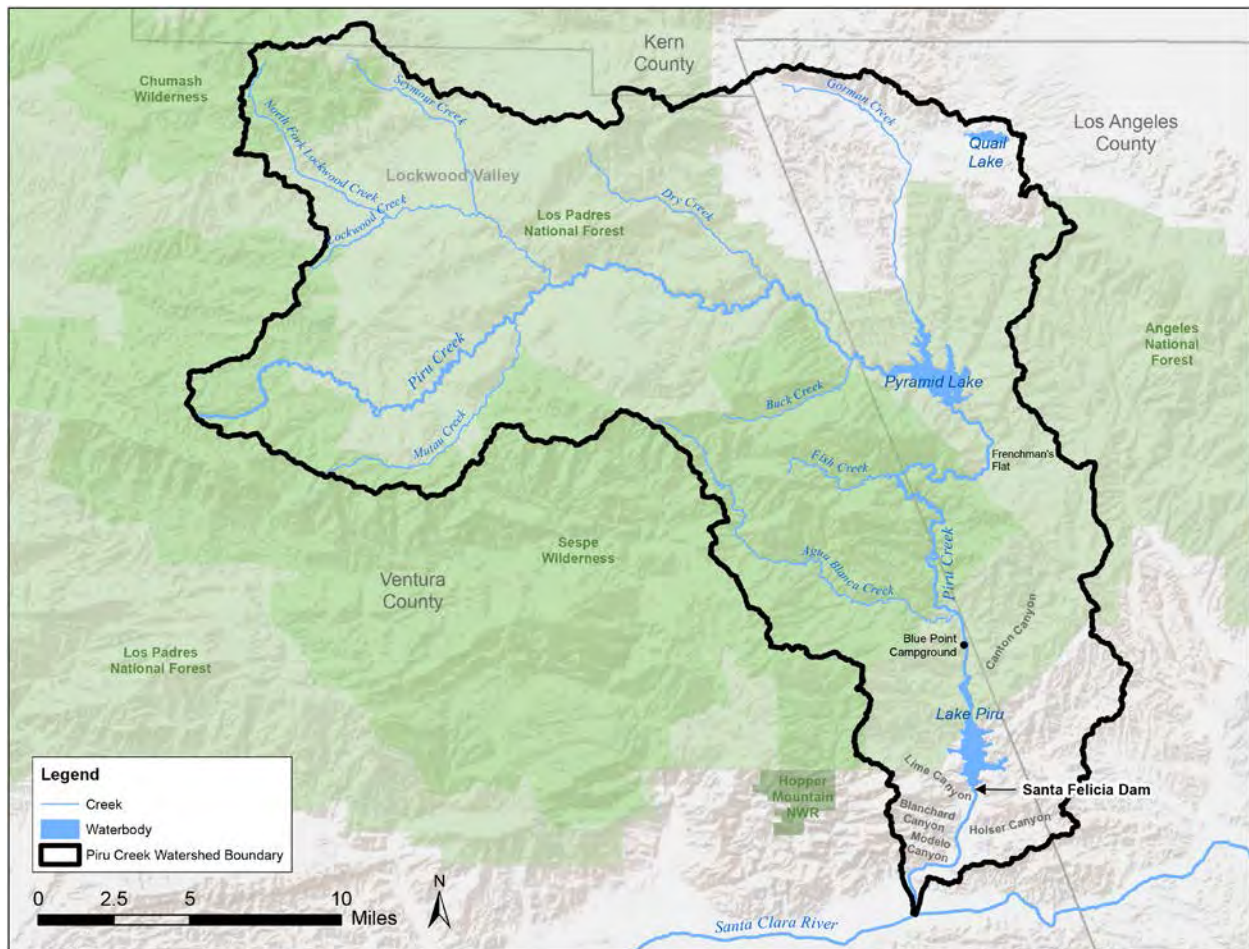 Kern
County
Chumash
Wilderness
Seymour Creek
Gorman Creek
North Fork Lockwood Creek
Los Angeles
County
Quail
Lake
Lockwood Valley
Dry Creek
Los Padres
National Forest
Lockwood Creek
Angeles
National
Forest
Piru Creek
Pyramid Lake
Buck Creek
Mutau Creek
Frenchman's
Flat
Fish Creek
Sespe
Wilderness
Piru Creek
Agua Blanca Creek
Ventura
County
Blue Point
Campground
Canton Canyon
Los Padres
National Forest
Lake Piru
Lime Canyon
Santa Felicia Dam
Hopper
Mountain
NWR
Blanchard
Canyon
Modelo
Canyon
Holser Canyon
Legend
Creek
Waterbody
Piru Creek Watershed Boundary
0 2.5 5 10
Miles
N
Santa Clara River